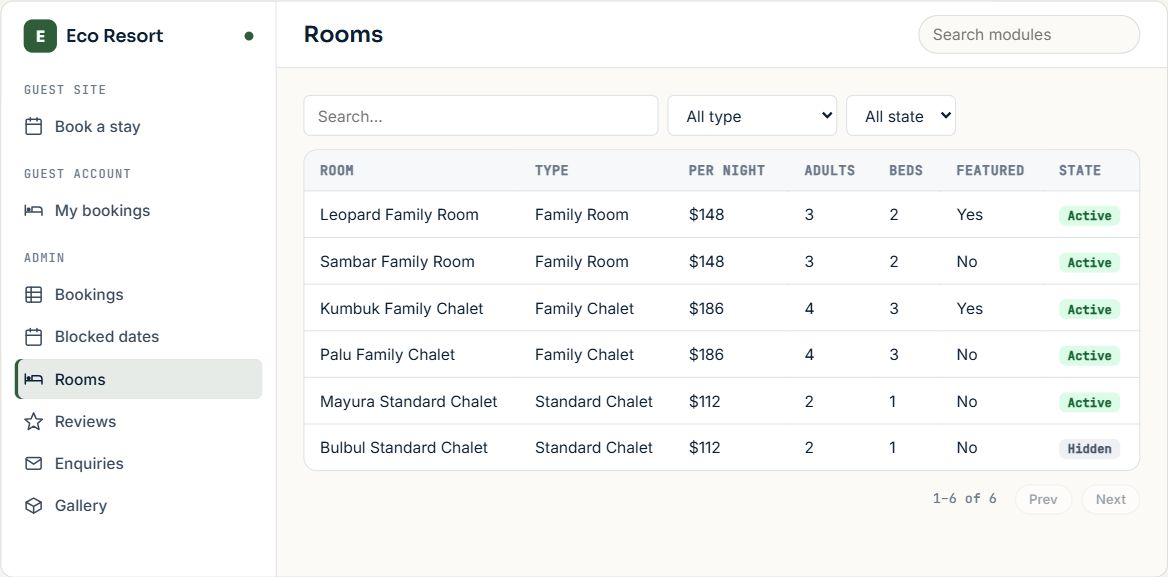 E Eco Resort
GUEST SITE
Book a stay
GUEST ACCOUNT
My bookings
ADMIN
Bookings
Blocked dates
Rooms
Reviews
Enquiries
Gallery
Rooms
Search modules
Search...
All type
All state
ROOM TYPE PER NIGHT ADULTS BEDS FEATURED STATE
Leopard Family Room Family Room $148 3 2 Yes Active
Sambar Family Room Family Room $148 3 2 No Active
Kumbuk Family Chalet Family Chalet $186 4 3 Yes Active
Palu Family Chalet Family Chalet $186 4 3 No Active
Mayura Standard Chalet Standard Chalet $112 2 1 No Active
Bulbul Standard Chalet Standard Chalet $112 2 1 No Hidden
1–6 of 6 Prev Next